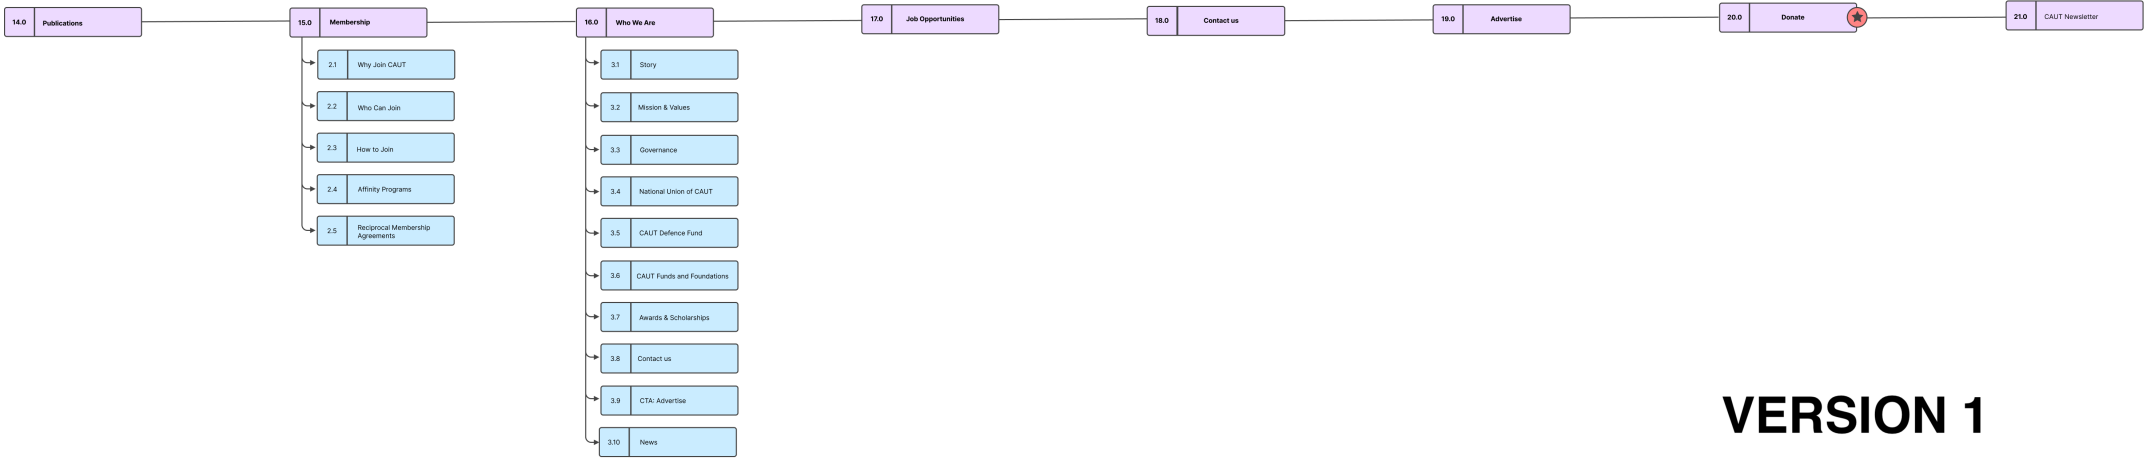 14.0 Publications
15.0 Membership
16.0 Who We Are
17.0 Job Opportunities
18.0 Contact us
19.0 Advertise
20.0 Donate
21.0 CAUT Newsletter
2.1 Why Join CAUT
2.2 Who Can Join
2.3 How to Join
2.4 Affinity Programs
2.5 Reciprocal Membership
Agreements
3.1 Story
3.2 Mission & Values
3.3 Governance
3.4 National Union of CAUT
3.5 CAUT Defence Fund
3.6 CAUT Funds and Foundations
3.7 Awards & Scholarships
3.8 Contact us
3.9 CTA: Advertise
3.10 News
VERSION 1